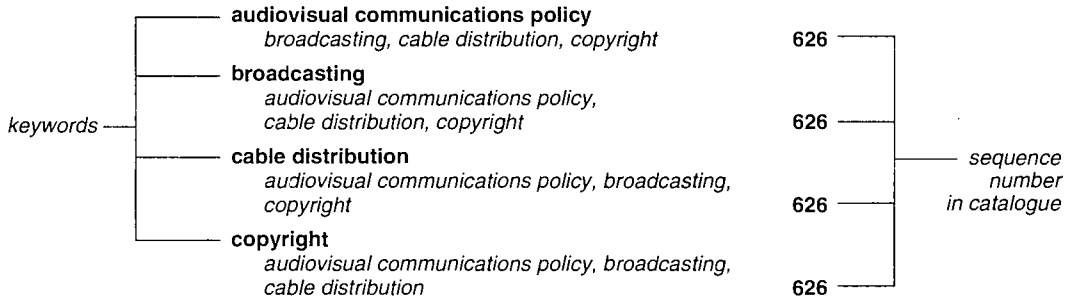 audiovisual communications policy
broadcasting, cable distribution, copyright 626
broadcasting
audiovisual communications policy,
cable distribution, copyright 626
keywords
cable distribution
audiovisual communications policy, broadcasting,
copyright 626
sequence
number
in catalogue
copyright
audiovisual communications policy, broadcasting,
cable distribution 626